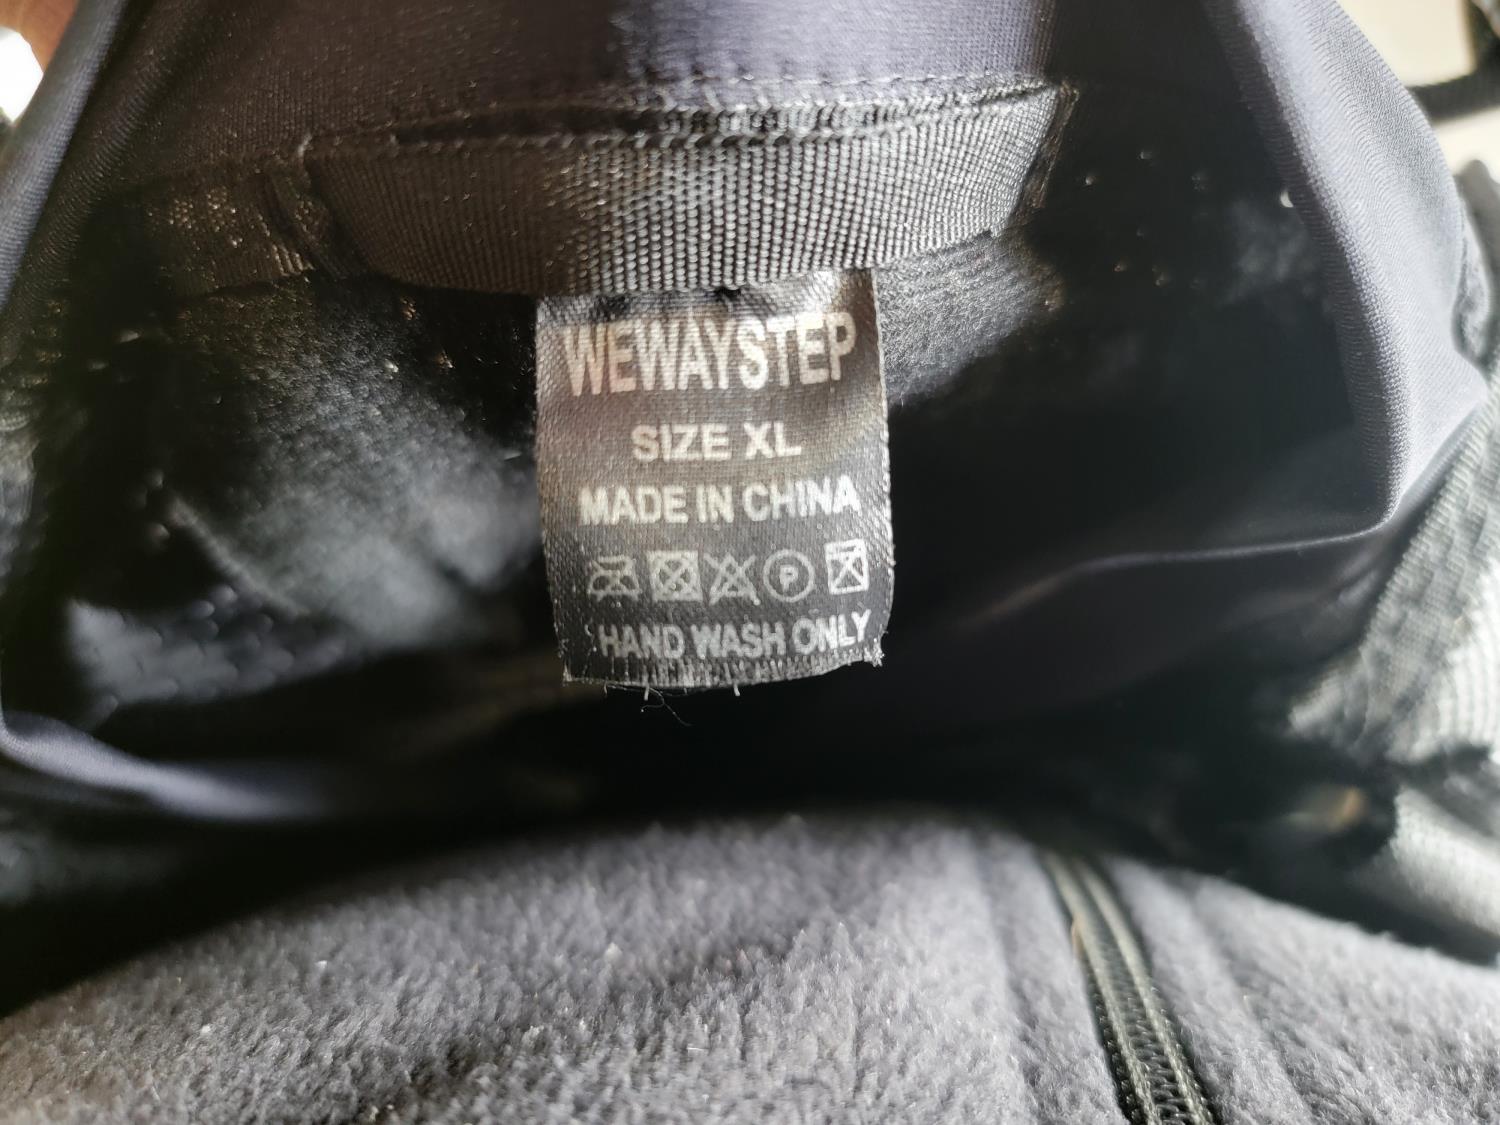 WEWAYSTEP
SIZE XL
MADE IN CHINA
P
HAND WASH ONLY